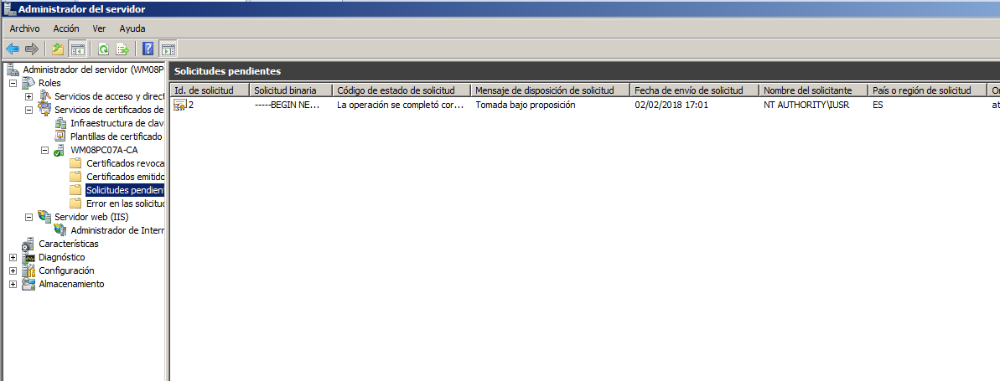 Administrador del servidor
Archivo Acción Ver Ayuda
Administrador del servidor (WM08P
Roles
Servicios de acceso y direct
Servicios de certificados de
Infraestructura de clav
Plantillas de certificado
WM08PC07A-CA
Certificados revoca
Certificados emitido
Solicitudes pendient
Error en las solicitud
Servidor web (IIS)
Administrador de Interr
Características
Diagnóstico
Configuración
Almacenamiento
Solicitudes pendientes
Id. de solicitud Solicitud binaria Código de estado de solicitud Mensaje de disposición de solicitud Fecha de envío de solicitud Nombre del solicitante País o región de solicitud Or
2 -----BEGIN NE... La operación se completó cor... Tomada bajo proposición 02/02/2018 17:01 NT AUTHORITY\IUSR ES at